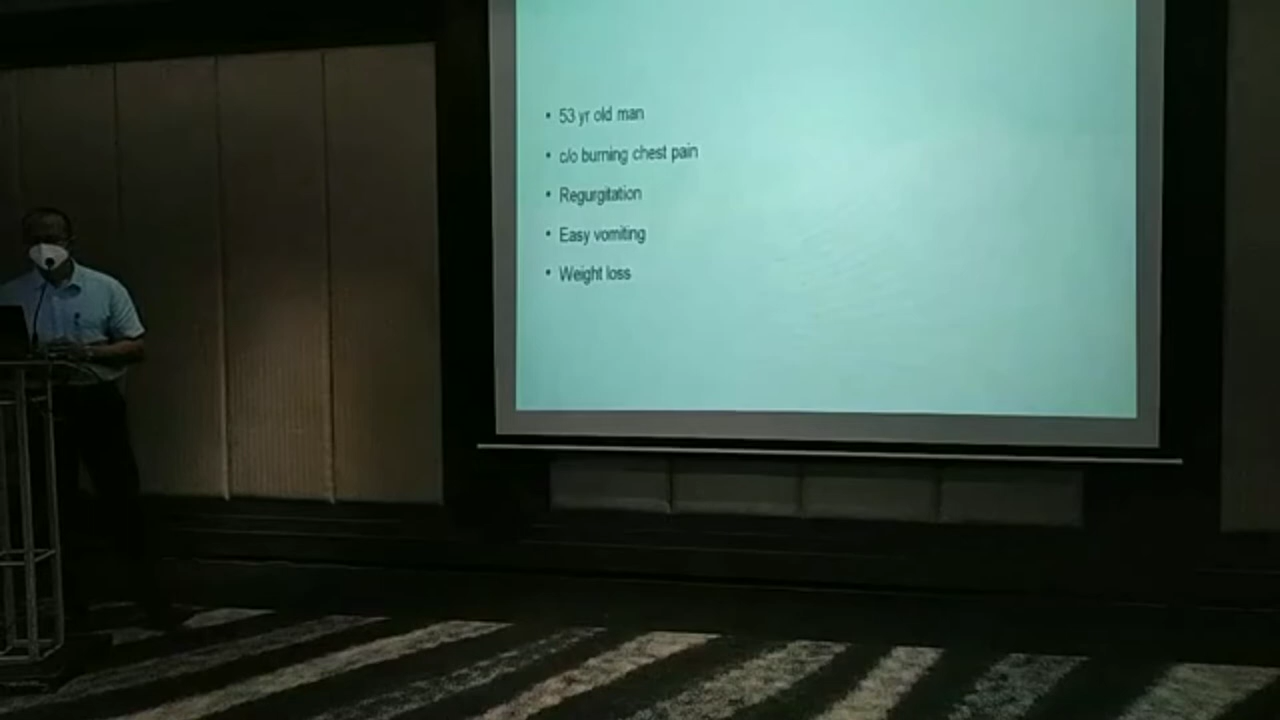 • 53 yr old man
• c/o burning chest pain
• Regurgitation
• Easy vomiting
• Weight loss